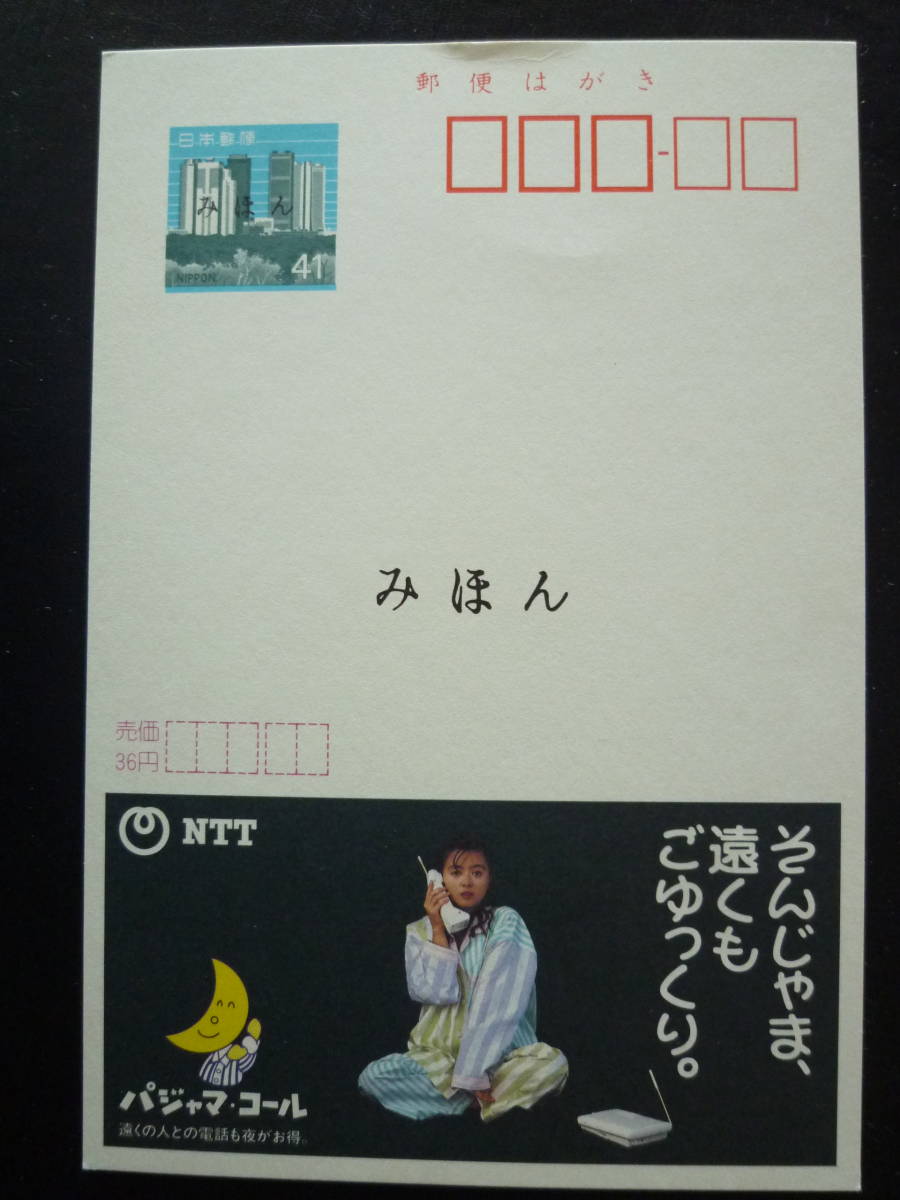 郵便はがき
日本郵便
みほん
NIPPON 41
みほん
売価
36円
NTT
そんじゃま、
遠くも
ごゆっくり。
パジャマ・コール
遠くの人との電話も夜がお得。